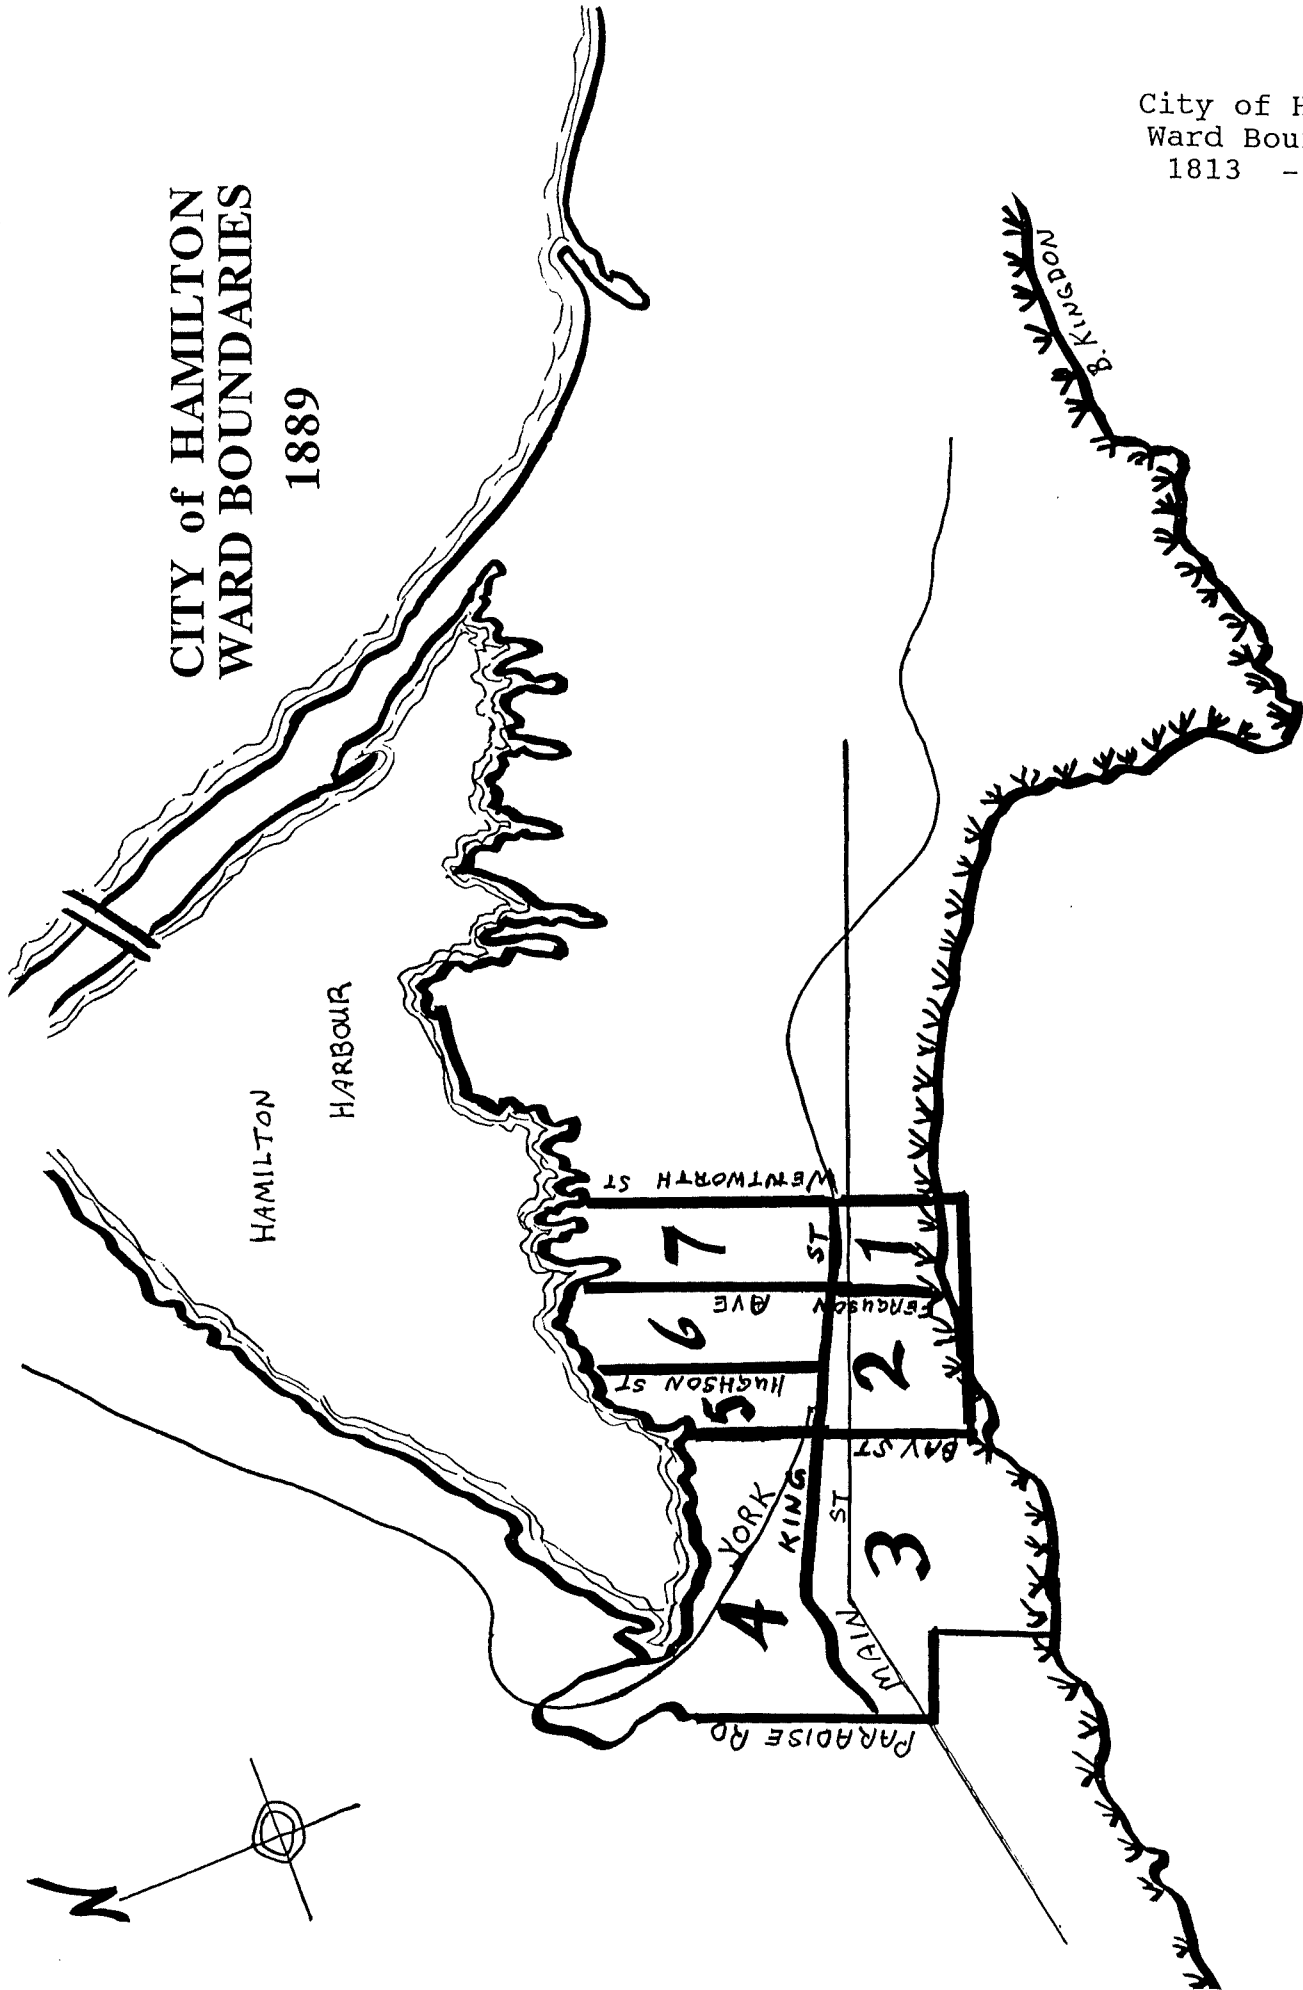 City of H
Ward Bou
1813 -
CITY of HAMILTON
WARD BOUNDARIES
1889
B. KINGDON
HAMILTON
HARBOUR
N
WENTWORTH ST
7
ST
1
FERGUSON AVE
6
2
HUGHSON ST
5
BAY ST
YORK
KING
ST
3
4
MAIN
PARADISE RD